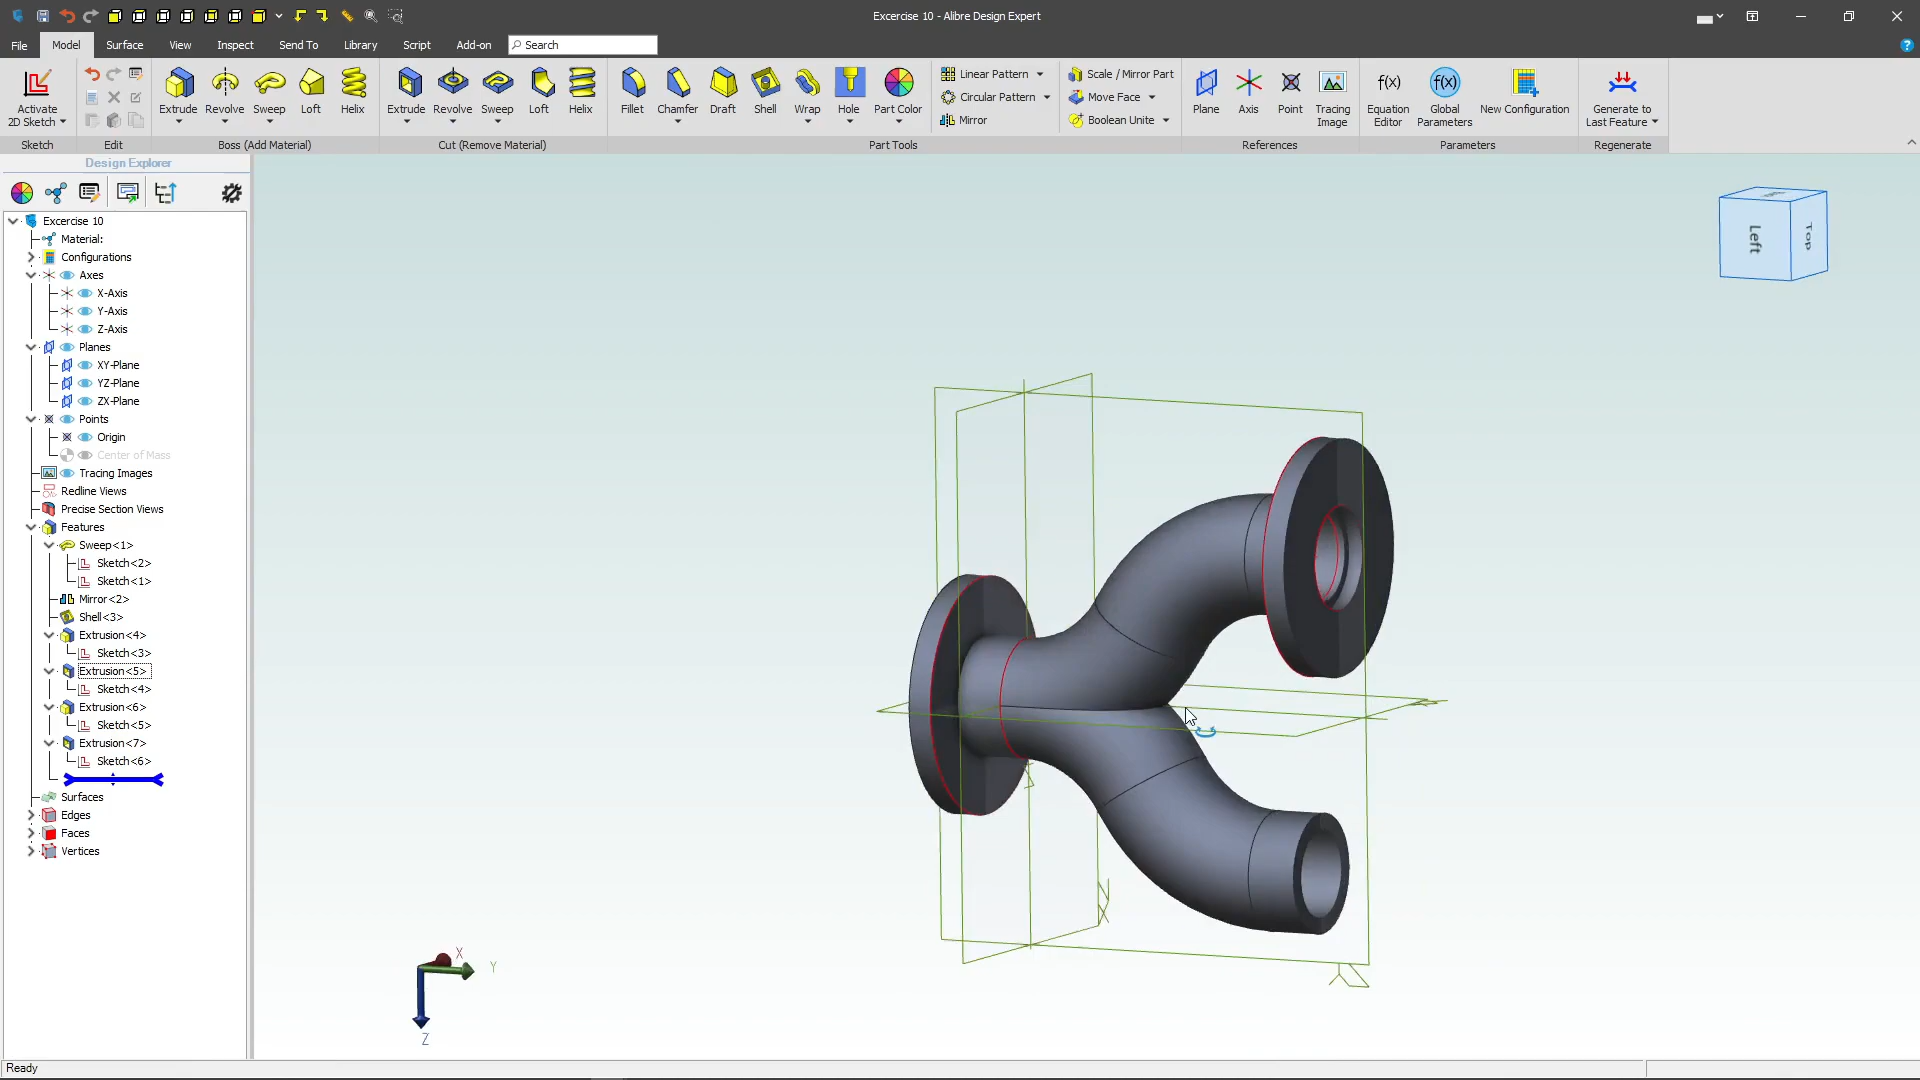 Excercise 10 - Alibre Design Expert
File Model Surface View Inspect Send To Library Script Add-on Search
Activate
2D Sketch
Extrude Revolve Sweep Loft Helix
Extrude Revolve Sweep Loft Helix
Fillet Chamfer Draft Shell Wrap Hole Part Color
Linear Pattern
Circular Pattern
Mirror
Scale / Mirror Part
Move Face
Boolean Unite
Plane Axis Point Tracing
Image
f(x) Equation
Editor
f(x) Global
Parameters
New Configuration
Generate to
Last Feature
Sketch Edit Boss (Add Material) Cut (Remove Material) Part Tools References Parameters Regenerate
Design Explorer
Excercise 10
Material:
Configurations
Axes
X-Axis
Y-Axis
Z-Axis
Planes
XY-Plane
YZ-Plane
ZX-Plane
Points
Origin
Center of Mass
Tracing Images
Redline Views
Precise Section Views
Features
Sweep<1>
Sketch<2>
Sketch<1>
Mirror<2>
Shell<3>
Extrusion<4>
Sketch<3>
Extrusion<5>
Sketch<4>
Extrusion<6>
Sketch<5>
Extrusion<7>
Sketch<6>
Surfaces
Edges
Faces
Vertices
Left Top
X
Y
Z
Ready